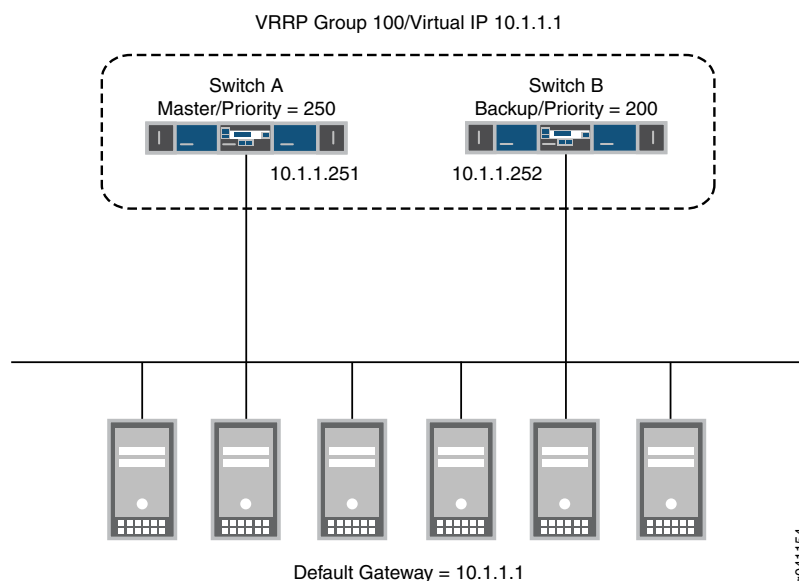 VRRP Group 100/Virtual IP 10.1.1.1
Switch A
Master/Priority = 250
Switch B
Backup/Priority = 200
10.1.1.251
10.1.1.252
Default Gateway = 10.1.1.1